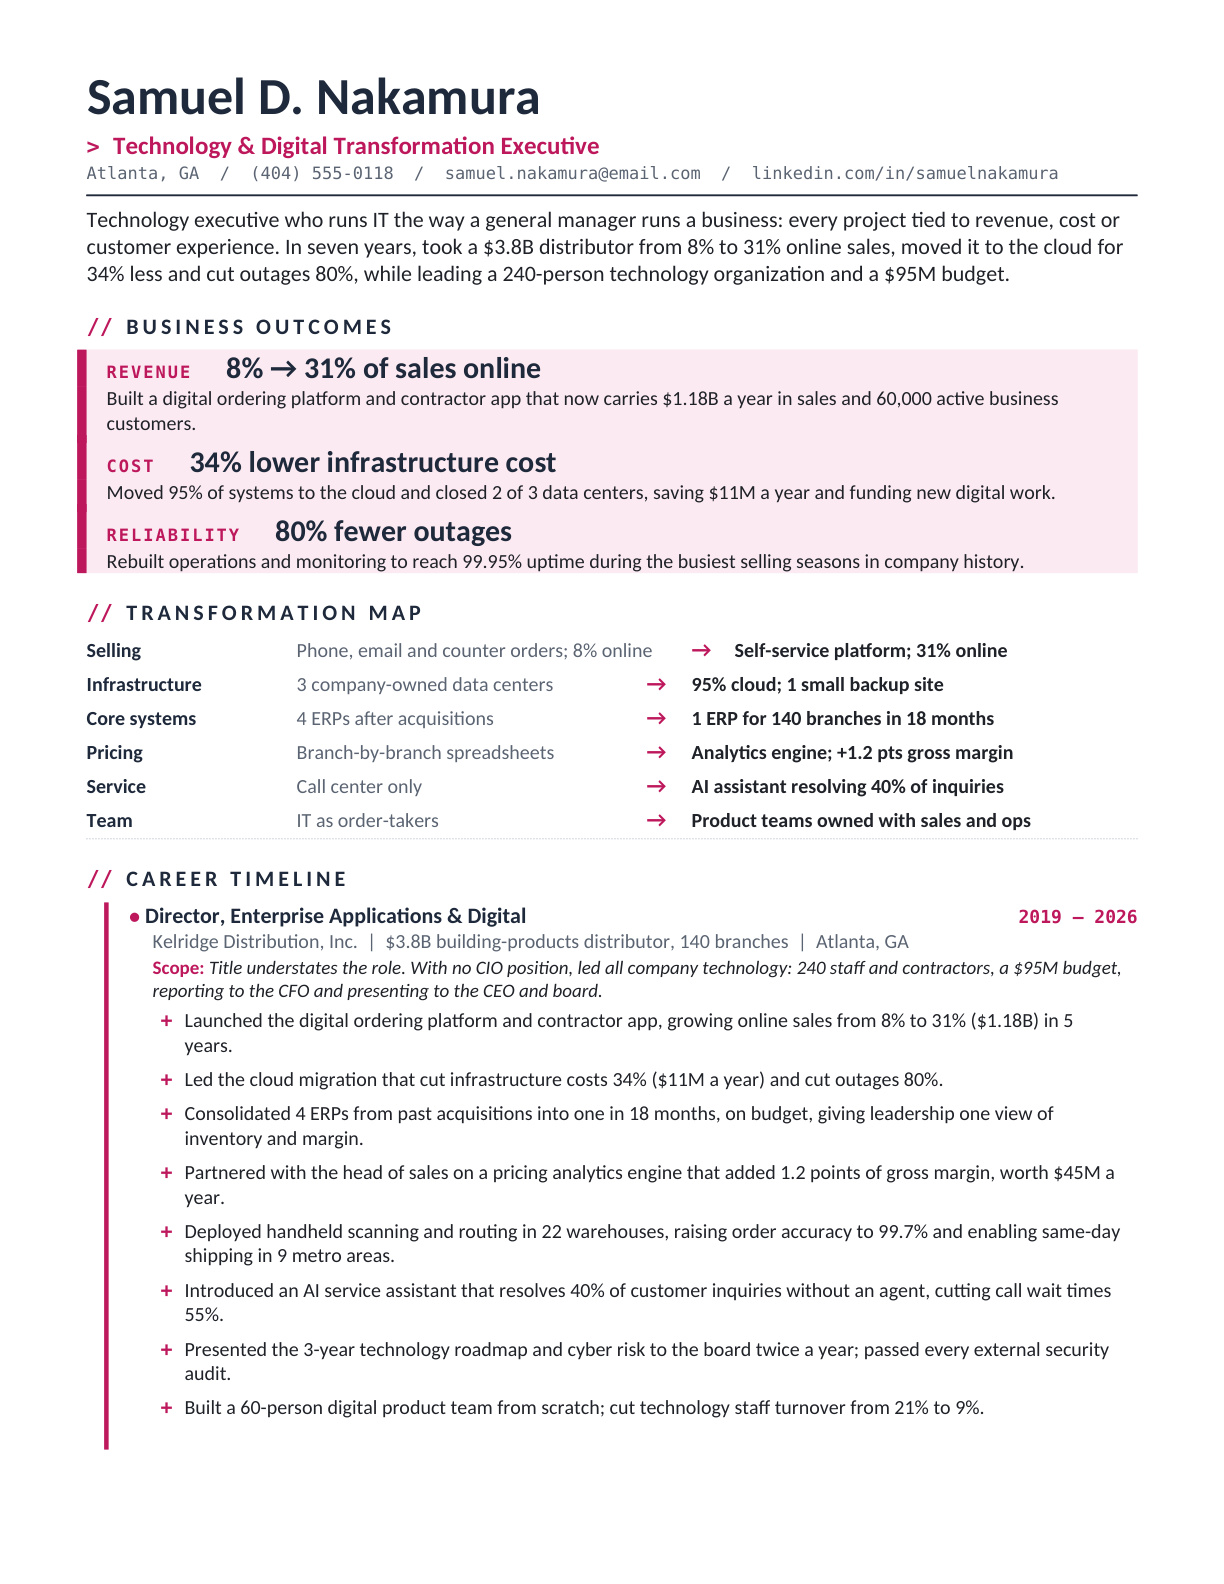 Samuel D. Nakamura
> Technology & Digital Transformation Executive
Atlanta, GA / (404) 555-0118 / samuel.nakamura@email.com / linkedin.com/in/samuelnakamura
Technology executive who runs IT the way a general manager runs a business: every project tied to revenue, cost or
customer experience. In seven years, took a $3.8B distributor from 8% to 31% online sales, moved it to the cloud for
34% less and cut outages 80%, while leading a 240-person technology organization and a $95M budget.
// BUSINESS OUTCOMES
REVENUE 8% → 31% of sales online
Built a digital ordering platform and contractor app that now carries $1.18B a year in sales and 60,000 active business
customers.
COST 34% lower infrastructure cost
Moved 95% of systems to the cloud and closed 2 of 3 data centers, saving $11M a year and funding new digital work.
RELIABILITY 80% fewer outages
Rebuilt operations and monitoring to reach 99.95% uptime during the busiest selling seasons in company history.
// TRANSFORMATION MAP
Selling Phone, email and counter orders; 8% online → Self-service platform; 31% online
Infrastructure 3 company-owned data centers → 95% cloud; 1 small backup site
Core systems 4 ERPs after acquisitions → 1 ERP for 140 branches in 18 months
Pricing Branch-by-branch spreadsheets → Analytics engine; +1.2 pts gross margin
Service Call center only → AI assistant resolving 40% of inquiries
Team IT as order-takers → Product teams owned with sales and ops
// CAREER TIMELINE
● Director, Enterprise Applications & Digital 2019 – 2026
Kelridge Distribution, Inc. | $3.8B building-products distributor, 140 branches | Atlanta, GA
Scope: Title understates the role. With no CIO position, led all company technology: 240 staff and contractors, a $95M budget,
reporting to the CFO and presenting to the CEO and board.
+ Launched the digital ordering platform and contractor app, growing online sales from 8% to 31% ($1.18B) in 5
years.
+ Led the cloud migration that cut infrastructure costs 34% ($11M a year) and cut outages 80%.
+ Consolidated 4 ERPs from past acquisitions into one in 18 months, on budget, giving leadership one view of
inventory and margin.
+ Partnered with the head of sales on a pricing analytics engine that added 1.2 points of gross margin, worth $45M a
year.
+ Deployed handheld scanning and routing in 22 warehouses, raising order accuracy to 99.7% and enabling same-day
shipping in 9 metro areas.
+ Introduced an AI service assistant that resolves 40% of customer inquiries without an agent, cutting call wait times
55%.
+ Presented the 3-year technology roadmap and cyber risk to the board twice a year; passed every external security
audit.
+ Built a 60-person digital product team from scratch; cut technology staff turnover from 21% to 9%.